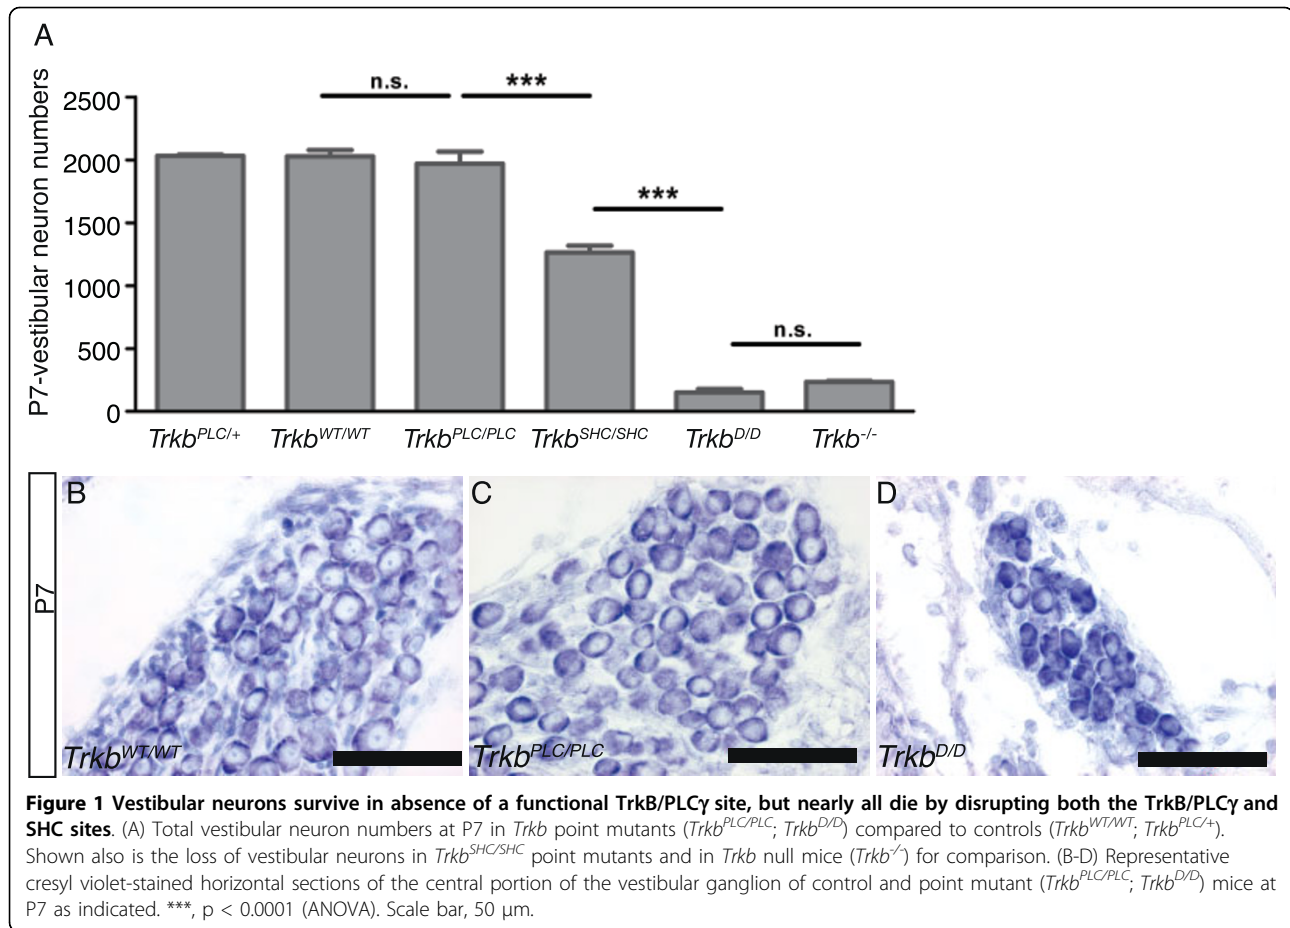 A
n.s.
***
2500
2000
1500
1000
500
0
P7-vestibular neuron numbers
***
n.s.
Trkb^PLC/+ Trkb^WT/WT Trkb^PLC/PLC Trkb^SHC/SHC Trkb^D/D Trkb^-/-
P7
B
Trkb^WT/WT
C
Trkb^PLC/PLC
D
Trkb^D/D
Figure 1 Vestibular neurons survive in absence of a functional TrkB/PLCγ site, but nearly all die by disrupting both the TrkB/PLCγ and
SHC sites. (A) Total vestibular neuron numbers at P7 in Trkb point mutants (Trkb^PLC/PLC; Trkb^D/D) compared to controls (Trkb^WT/WT; Trkb^PLC/+).
Shown also is the loss of vestibular neurons in Trkb^SHC/SHC point mutants and in Trkb null mice (Trkb^-/-) for comparison. (B-D) Representative
cresyl violet-stained horizontal sections of the central portion of the vestibular ganglion of control and point mutant (Trkb^PLC/PLC; Trkb^D/D) mice at
P7 as indicated. ***, p < 0.0001 (ANOVA). Scale bar, 50 μm.